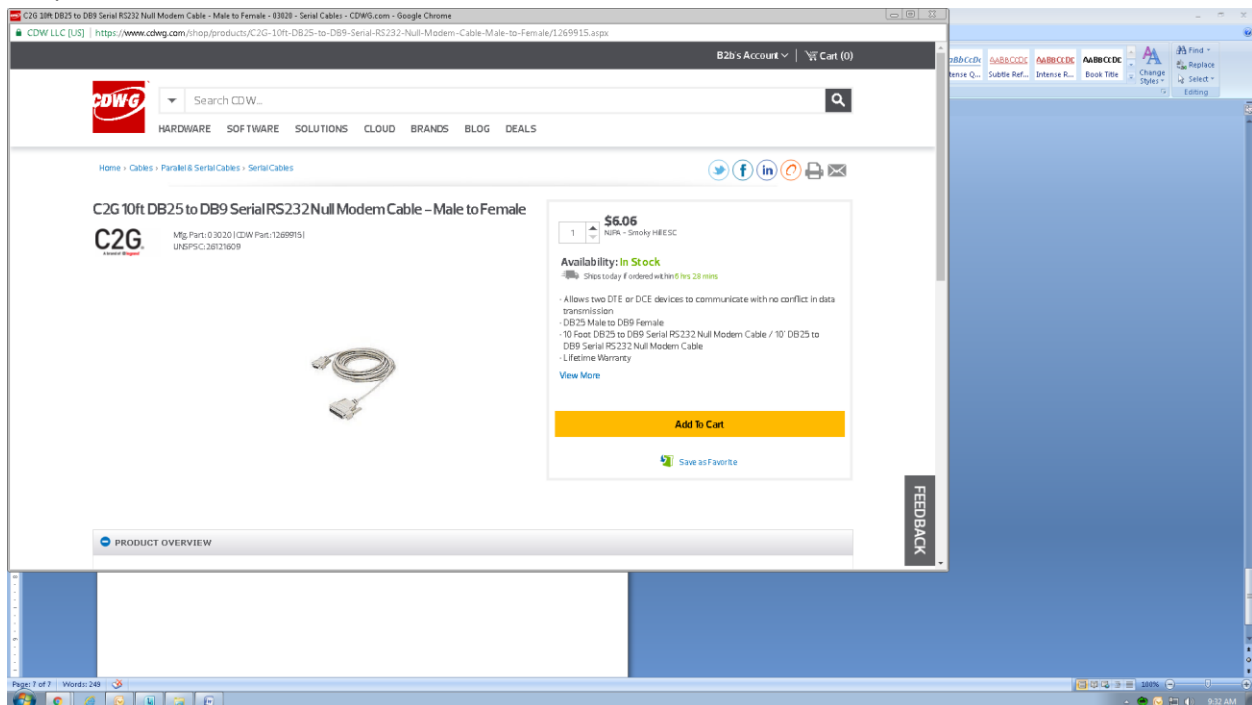 C2G 10ft DB25 to DB9 Serial RS232 Null Modem Cable - Male to Female - 03020 - Serial Cables - CDWG.com - Google Chrome
CDW LLC [US] | https://www.cdwg.com/shop/products/C2G-10ft-DB25-to-DB9-Serial-RS232-Null-Modem-Cable-Male-to-Female/1269915.aspx
B2b's Account
Cart (0)
CDW·G
Search CDW...
HARDWARE SOFTWARE SOLUTIONS CLOUD BRANDS BLOG DEALS
Home › Cables › Parallel & Serial Cables › Serial Cables
C2G 10ft DB25 to DB9 Serial RS232 Null Modem Cable – Male to Female
C2G
Mfg. Part: 03020 | CDW Part: 1269915 |
UNSPSC: 26121609
1
$6.06
NJPA - Smoky Hill ESC
Availability: In Stock
Ships today if ordered within 6 hrs 28 mins
· Allows two DTE or DCE devices to communicate with no conflict in data
transmission
· DB25 Male to DB9 Female
· 10 Foot DB25 to DB9 Serial RS232 Null Modem Cable / 10' DB25 to
DB9 Serial RS232 Null Modem Cable
· Lifetime Warranty
View More
Add To Cart
Save as Favorite
FEEDBACK
PRODUCT OVERVIEW
AaBbCcDc AABBCCDC AABBCCDC AABBCCDC
Subtle Ref... Intense R... Book Title
Change
Styles
Find
Replace
Select
Editing
Page: 7 of 7
Words: 249
100%
9:32 AM